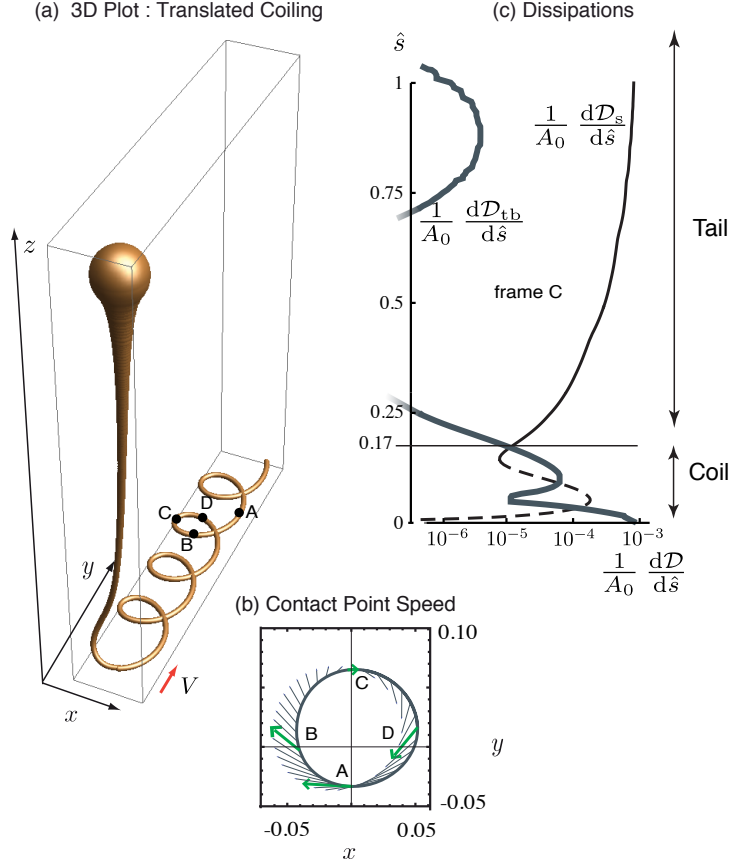 (a) 3D Plot : Translated Coiling
z
C
D
A
B
y
x
V
(b) Contact Point Speed
0.10
C
B
D
A
y
-0.05
-0.05
0.05
x
(c) Dissipations
ŝ
1
0.75
0.5
0.25
0.17
0
1/A₀ d𝒟ₛ/dŝ
1/A₀ d𝒟ₜb/dŝ
frame C
Tail
Coil
10⁻⁶ 10⁻⁵ 10⁻⁴ 10⁻³
1/A₀ d𝒟/dŝ